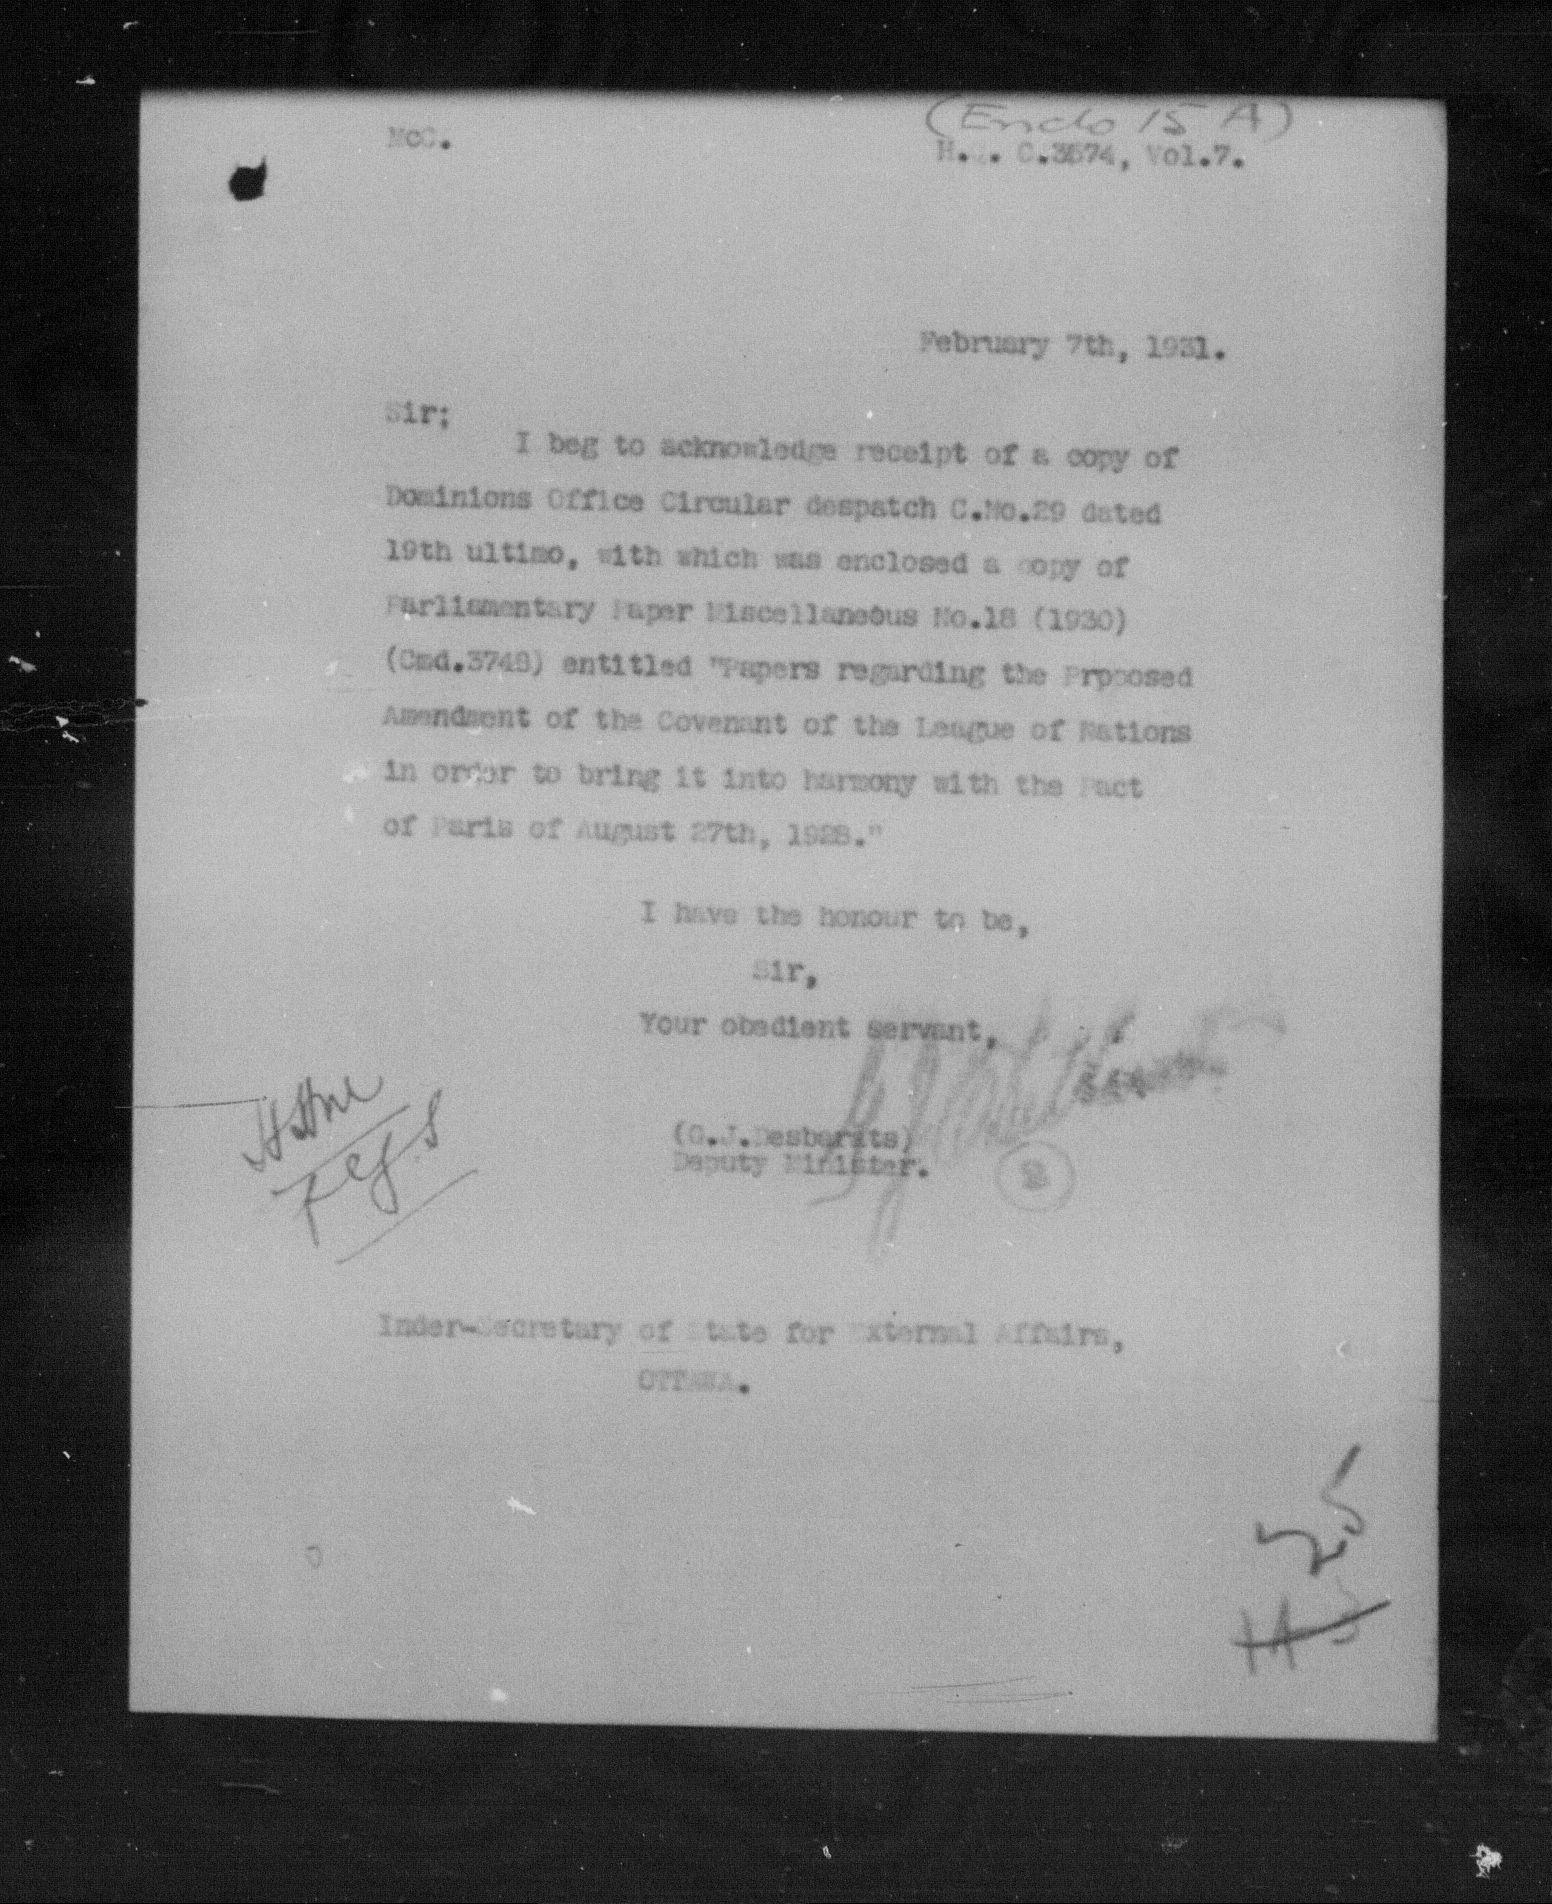 McC.
(Enclo 15 A)
H.Q. C.3574, Vol.7.
February 7th, 1931.
Sir;
I beg to acknowledge receipt of a copy of
Dominions Office Circular despatch C.No.29 dated
19th ultimo, with which was enclosed a copy of
Parliamentary Paper Miscellaneous No.18 (1930)
(Cmd.3748) entitled "Papers regarding the Prpposed
Amendment of the Covenant of the League of Nations
in order to bring it into harmony with the Pact
of Paris of August 27th, 1928."
I have the honour to be,
Sir,
Your obedient servant,
(G.J.Desbarats)
Deputy Minister.
2
Inder-Secretary of State for External Affairs,
OTTAWA.
25